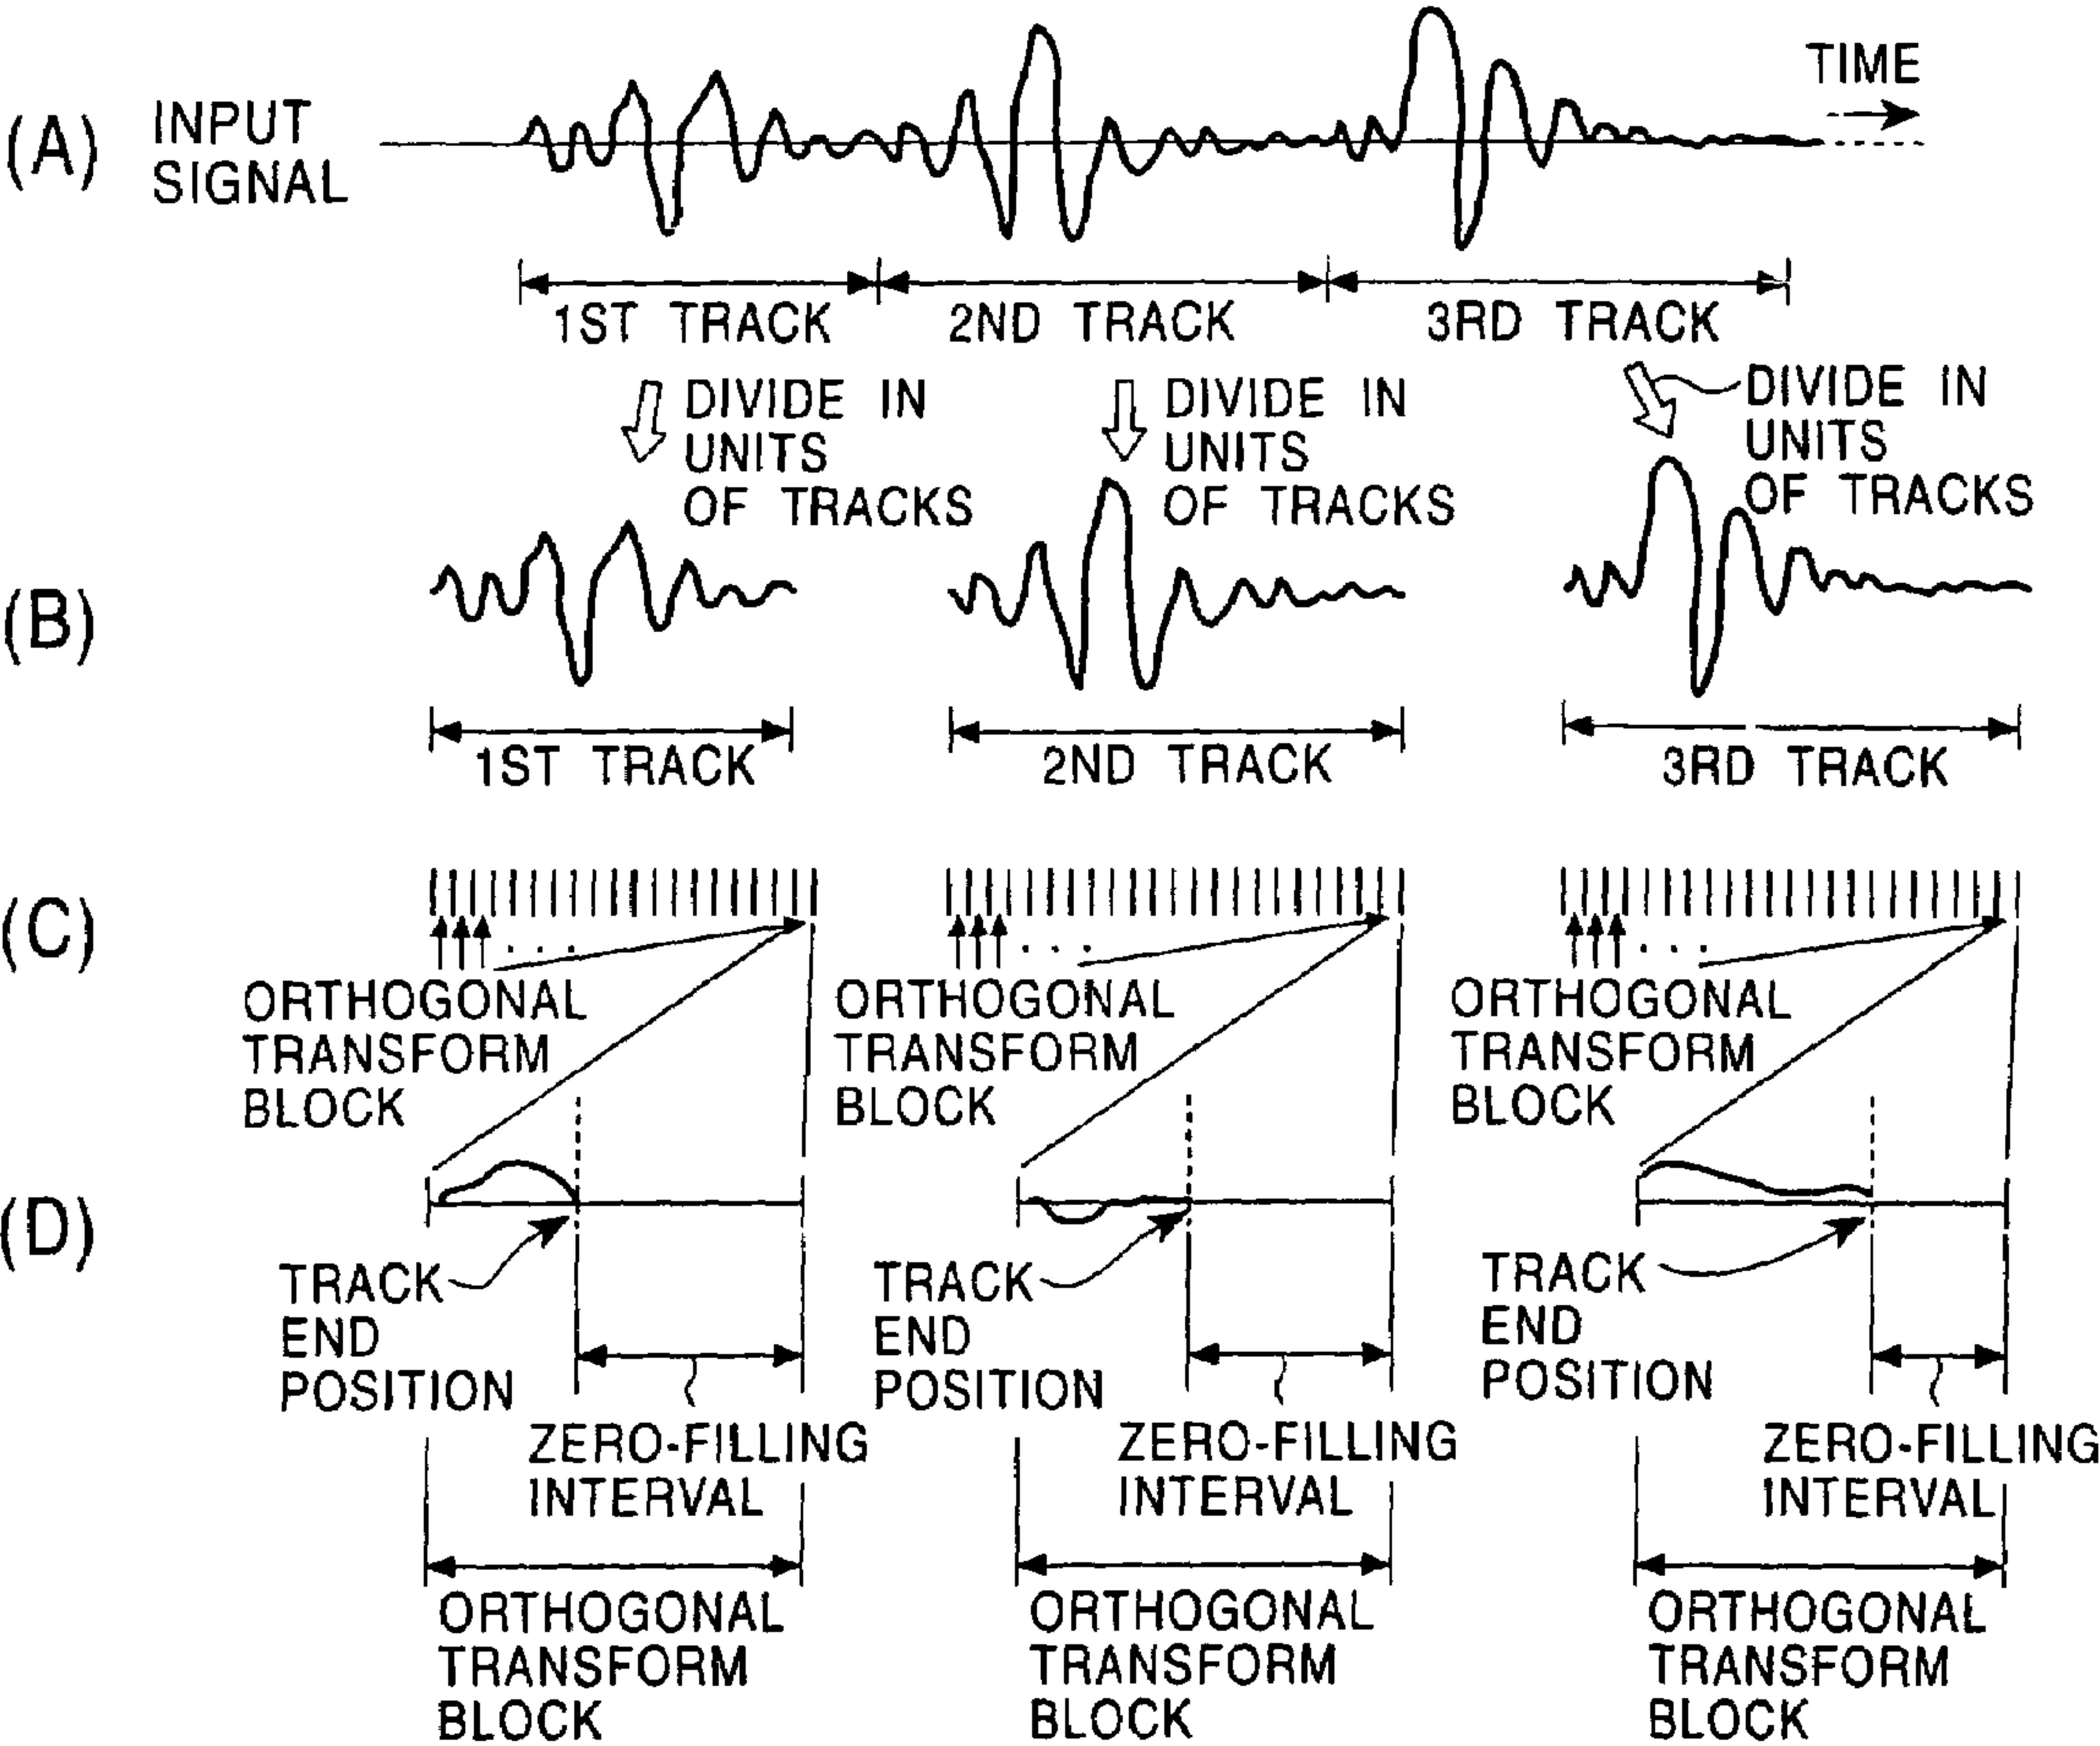 TIME
(A)
INPUT
SIGNAL
1ST TRACK
2ND TRACK
3RD TRACK
DIVIDE IN
UNITS
OF TRACKS
DIVIDE IN
UNITS
OF TRACKS
DIVIDE IN
UNITS
OF TRACKS
(B)
1ST TRACK
2ND TRACK
3RD TRACK
(C)
. . .
ORTHOGONAL
TRANSFORM
BLOCK
. . .
ORTHOGONAL
TRANSFORM
BLOCK
. . .
ORTHOGONAL
TRANSFORM
BLOCK
(D)
TRACK
END
POSITION
TRACK
END
POSITION
TRACK
END
POSITION
ZERO-FILLING
INTERVAL
ZERO-FILLING
INTERVAL
ZERO-FILLING
INTERVAL
ORTHOGONAL
TRANSFORM
BLOCK
ORTHOGONAL
TRANSFORM
BLOCK
ORTHOGONAL
TRANSFORM
BLOCK